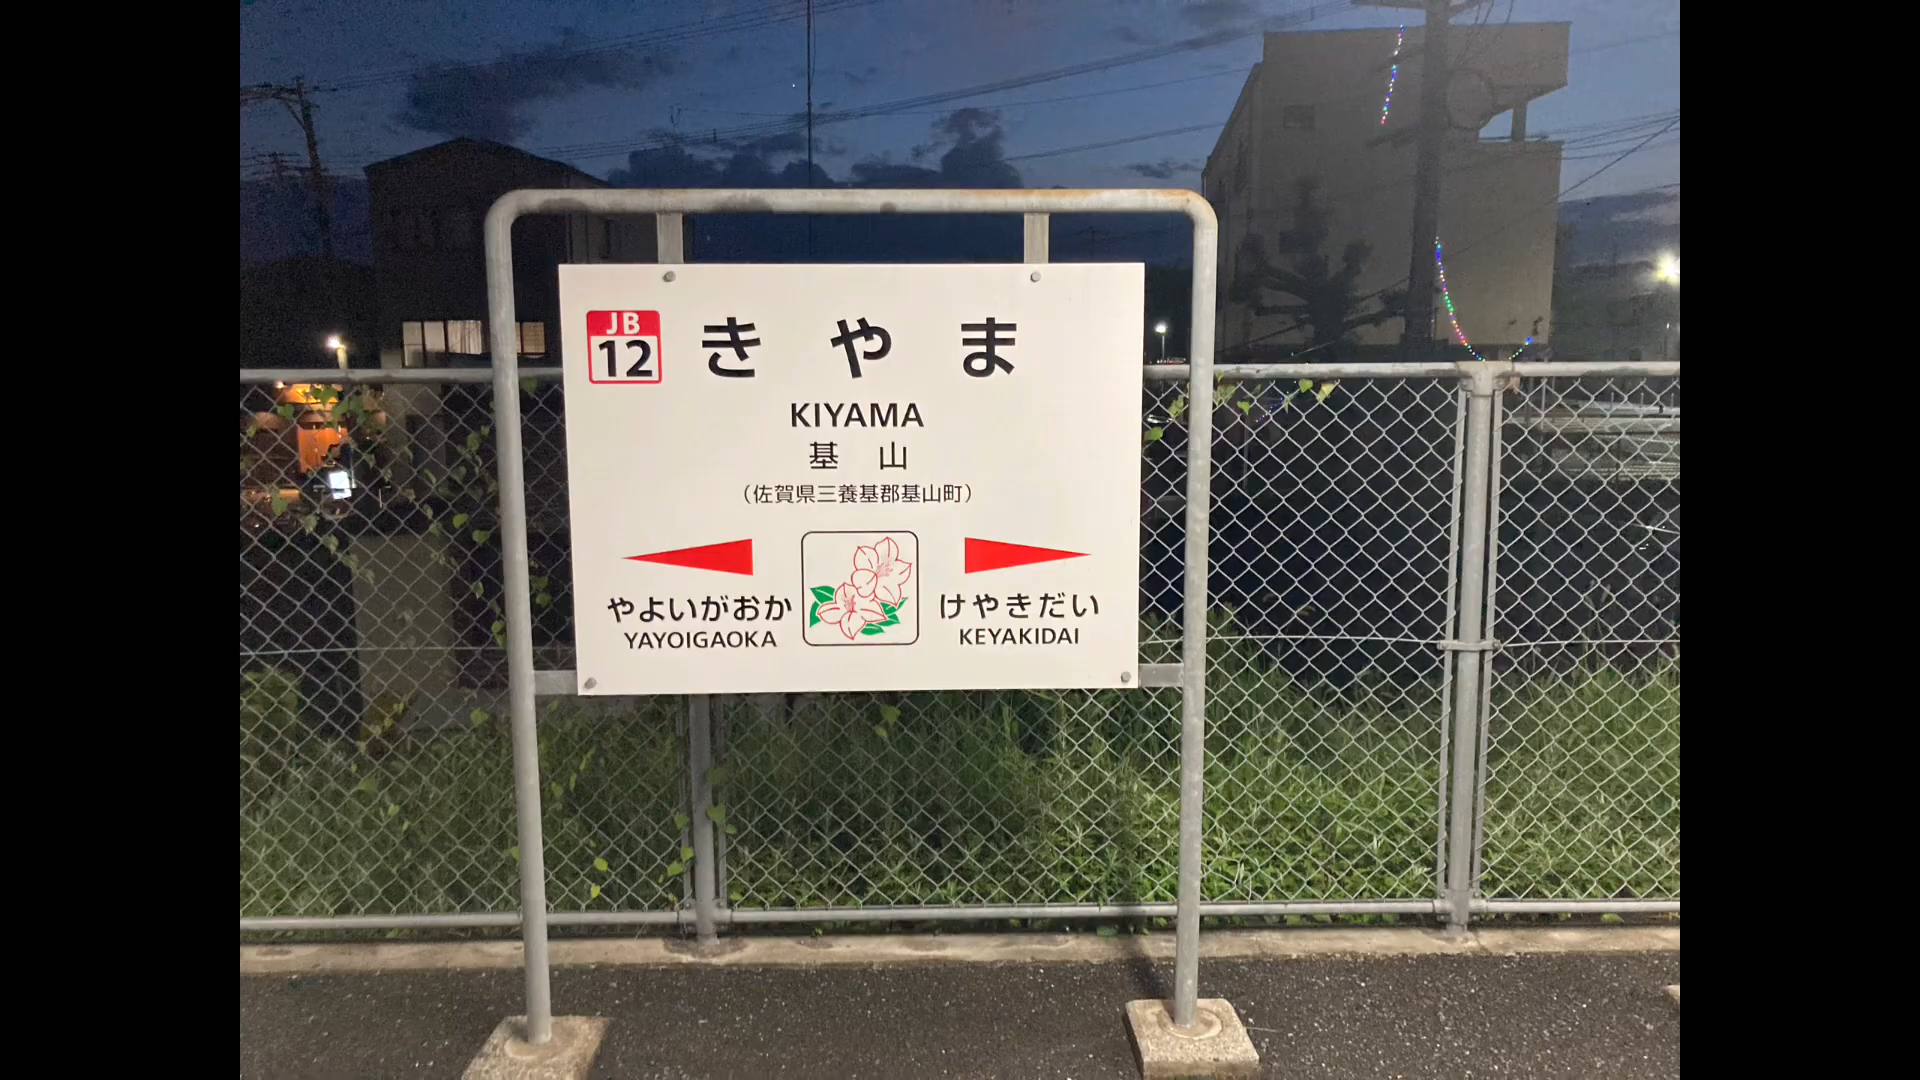 JB
12
きやま
KIYAMA
基山
（佐賀県三養基郡基山町）
やよいがおか
YAYOIGAOKA
けやきだい
KEYAKIDAI